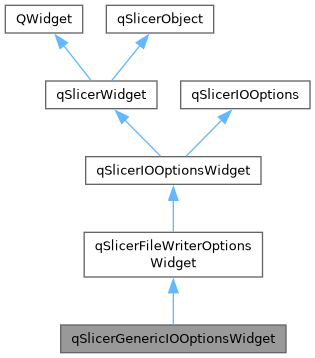 QWidget
qSlicerObject
qSlicerWidget
qSlicerIOOptions
qSlicerIOOptionsWidget
qSlicerFileWriterOptions
Widget
qSlicerGenericIOOptionsWidget